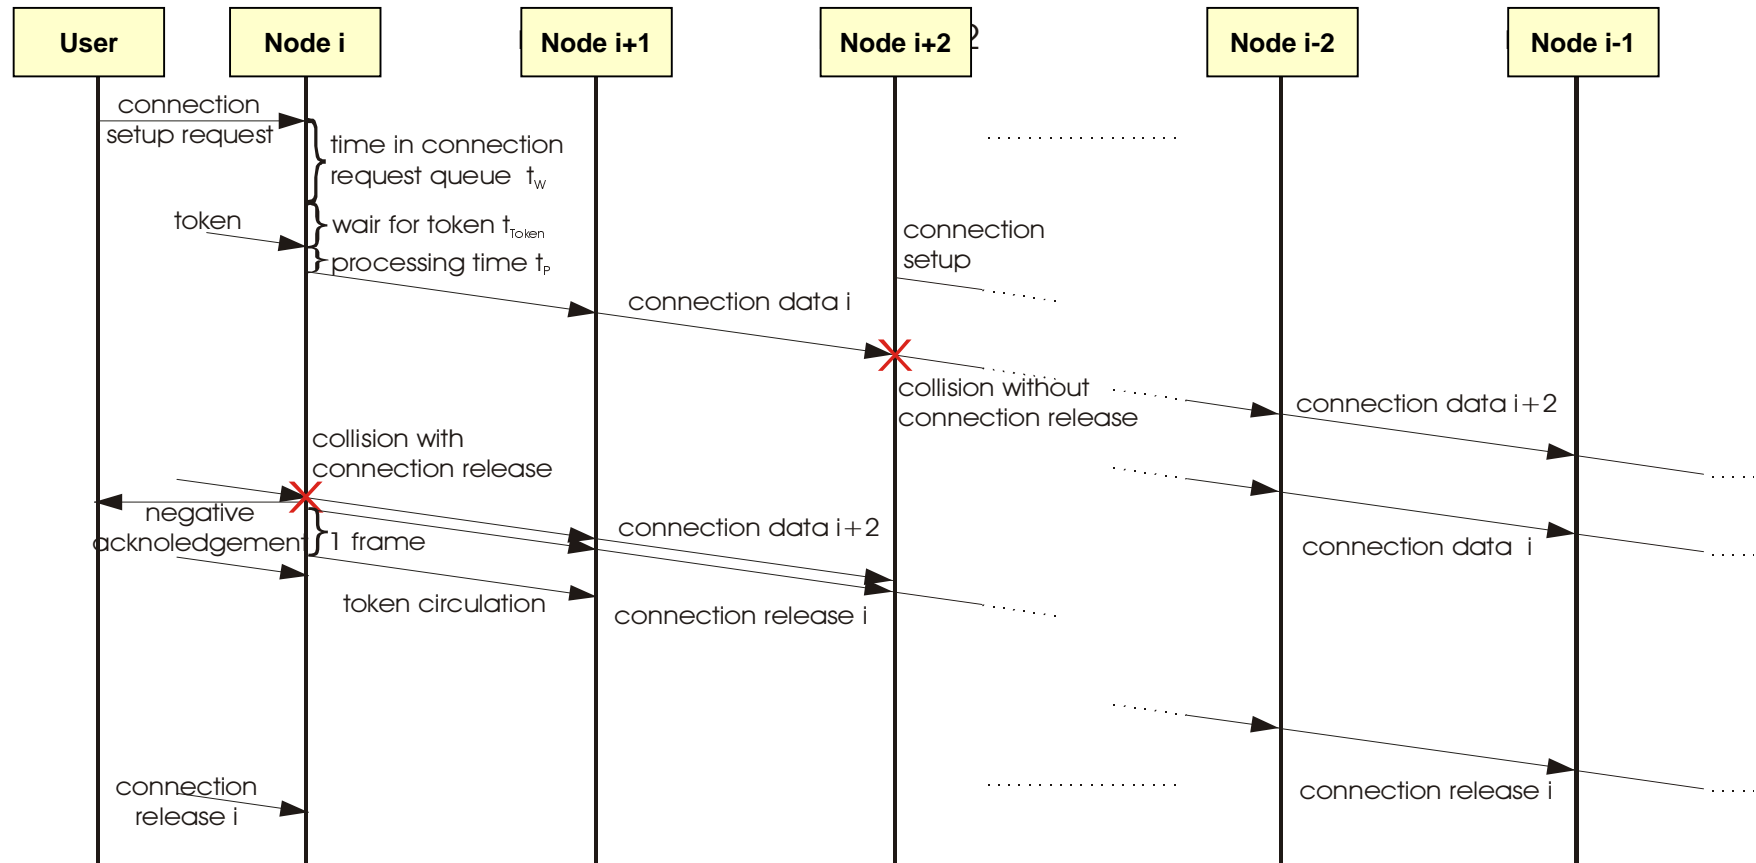 User
Node i
Node i+1
Node i+2
2
Node i-2
Node i-1
connection
setup request
time in connection
request queue tW
token
wair for token tToken
processing time tP
connection
setup
connection data i
collision without
connection release
connection data i+2
collision with
connection release
negative
acknoledgement
1 frame
connection data i+2
connection data i
token circulation
connection release i
connection
release i
connection release i